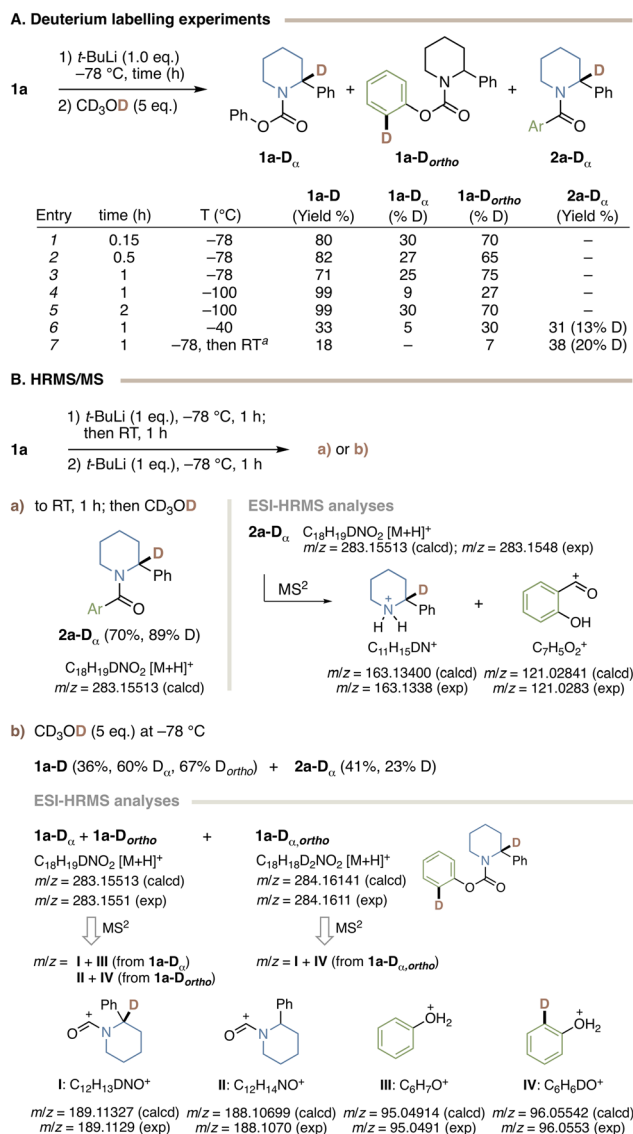 A. Deuterium labelling experiments
1) t-BuLi (1.0 eq.)
–78 °C, time (h)
1a
2) CD3OD (5 eq.)
D
N
Ph
PhO
O
1a-Dα
+
N
Ph
O
O
D
1a-Dortho
+
D
N
Ph
Ar
O
2a-Dα
1a-D 1a-Dα 1a-Dortho 2a-Dα
Entry time (h) T (°C) (Yield %) (% D) (% D) (Yield %)
1 0.15 –78 80 30 70 –
2 0.5 –78 82 27 65 –
3 1 –78 71 25 75 –
4 1 –100 99 9 27 –
5 2 –100 99 30 70 –
6 1 –40 33 5 30 31 (13% D)
7 1 –78, then RTa 18 – 7 38 (20% D)
B. HRMS/MS
1) t-BuLi (1 eq.), –78 °C, 1 h;
then RT, 1 h
1a
a) or b)
2) t-BuLi (1 eq.), –78 °C, 1 h
a) to RT, 1 h; then CD3OD
D
N
Ph
Ar
O
2a-Dα (70%, 89% D)
C18H19DNO2 [M+H]+
m/z = 283.15513 (calcd)
ESI-HRMS analyses
2a-Dα C18H19DNO2 [M+H]+
m/z = 283.15513 (calcd); m/z = 283.1548 (exp)
MS2
D
N+
Ph
H H
+
+
O
OH
C11H15DN+ C7H5O2+
m/z = 163.13400 (calcd) m/z = 121.02841 (calcd)
m/z = 163.1338 (exp) m/z = 121.0283 (exp)
b) CD3OD (5 eq.) at –78 °C
1a-D (36%, 60% Dα, 67% Dortho) + 2a-Dα (41%, 23% D)
ESI-HRMS analyses
1a-Dα + 1a-Dortho + 1a-Dα,ortho
C18H19DNO2 [M+H]+ C18H18D2NO2 [M+H]+
m/z = 283.15513 (calcd) m/z = 284.16141 (calcd)
m/z = 283.1551 (exp) m/z = 284.1611 (exp)
D
N
Ph
O
O
D
MS2 MS2
m/z = I + III (from 1a-Dα) m/z = I + IV (from 1a-Dα,ortho)
II + IV (from 1a-Dortho)
Ph D
+
O
N
Ph
+
O
N
+
OH2
D
+
OH2
I: C12H13DNO+ II: C12H14NO+ III: C6H7O+ IV: C6H6DO+
m/z = 189.11327 (calcd) m/z = 188.10699 (calcd) m/z = 95.04914 (calcd) m/z = 96.05542 (calcd)
m/z = 189.1129 (exp) m/z = 188.1070 (exp) m/z = 95.0491 (exp) m/z = 96.0553 (exp)